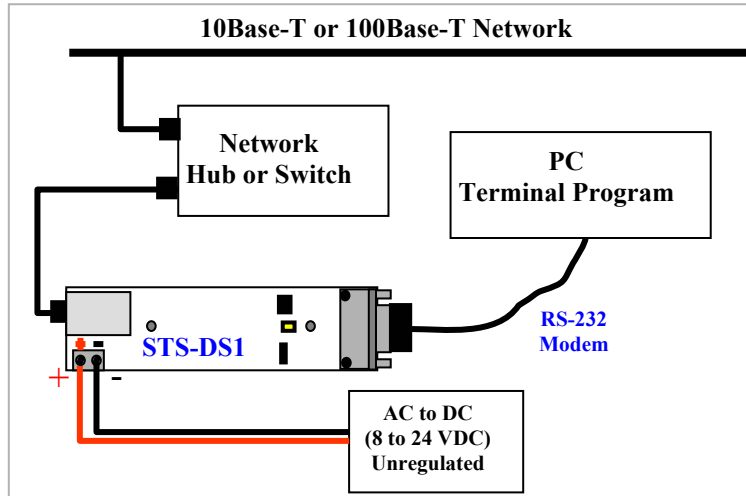 10Base-T or 100Base-T Network
Network
Hub or Switch
PC
Terminal Program
STS-DS1
RS-232
Modem
+
-
AC to DC
(8 to 24 VDC)
Unregulated